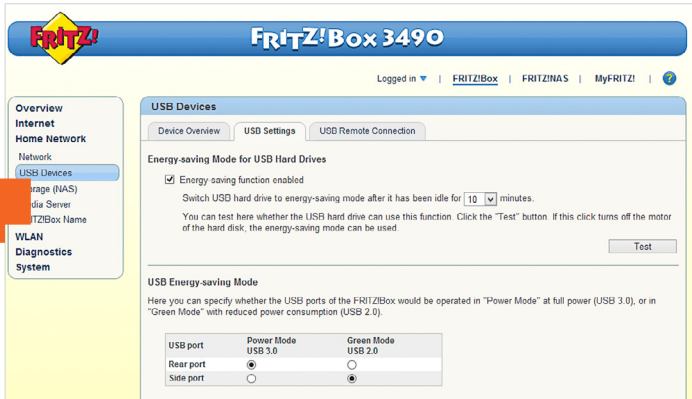 FRITZ!
FRITZ!Box 3490
Logged in | FRITZ!Box | FRITZ!NAS | MyFRITZ! | ?
Overview
Internet
Home Network
Network
USB Devices
rage (NAS)
dia Server
TZ!Box Name
WLAN
Diagnostics
System
USB Devices
Device Overview USB Settings USB Remote Connection
Energy-saving Mode for USB Hard Drives
Energy-saving function enabled
Switch USB hard drive to energy-saving mode after it has been idle for 10 minutes.
You can test here whether the USB hard drive can use this function. Click the "Test" button. If this click turns off the motor
of the hard disk, the energy-saving mode can be used.
Test
USB Energy-saving Mode
Here you can specify whether the USB ports of the FRITZ!Box would be operated in "Power Mode" at full power (USB 3.0), or in
"Green Mode" with reduced power consumption (USB 2.0).
USB port Power Mode USB 3.0 Green Mode USB 2.0
Rear port
Side port